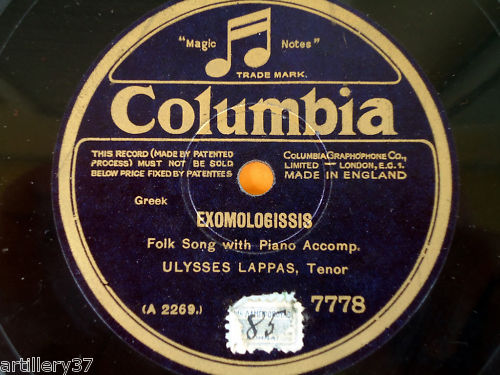 "Magic Notes"
TRADE MARK.
Columbia
THIS RECORD (MADE BY PATENTED
PROCESS) MUST NOT BE SOLD
BELOW PRICE FIXED BY PATENTEES
COLUMBIA GRAPHOPHONE CO.,
LIMITED — LONDON, E.C. 1.
MADE IN ENGLAND
Greek
EXOMOLOGISSIS
Folk Song with Piano Accomp.
ULYSSES LAPPAS, Tenor
(A 2269.)
83
7778
artillery37